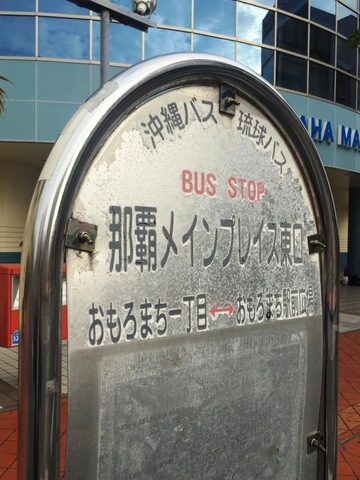 沖縄バス 琉球バス
BUS STOP
那覇メインプレイス東口
おもろまち一丁目 ↔ おもろまち駅前広
AHA MA